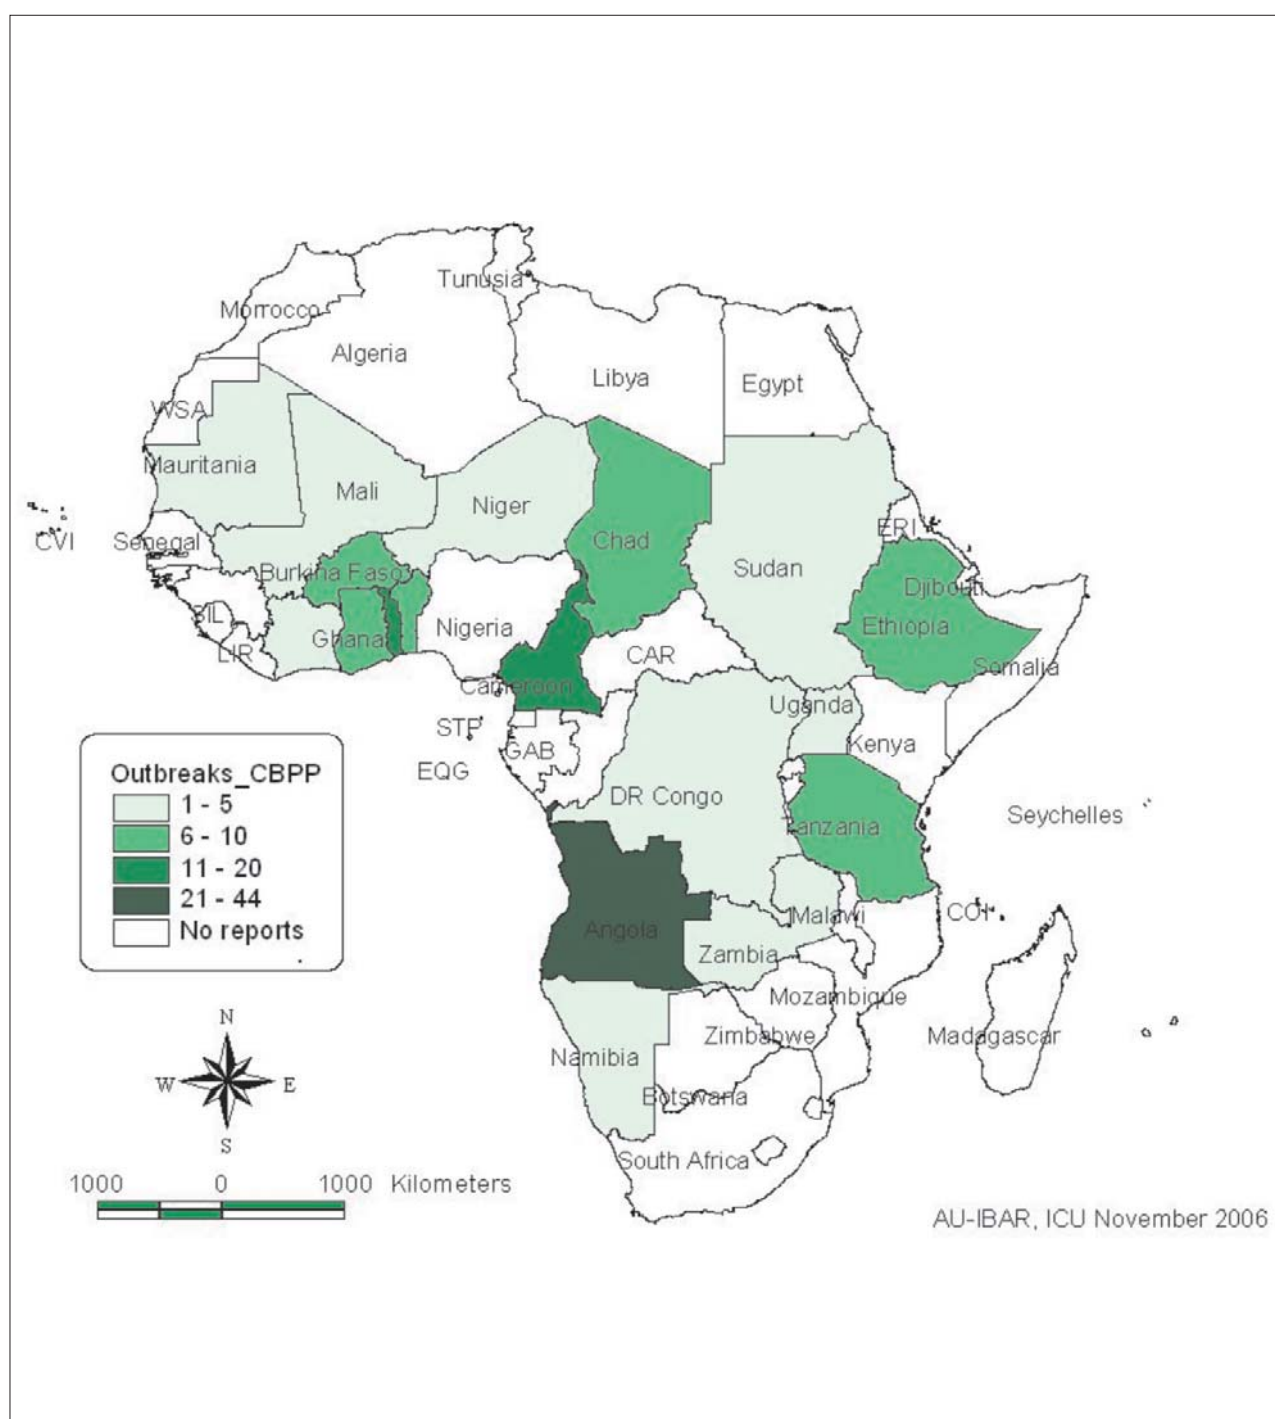 Tunusia
Morrocco
Algeria
Libya
Egypt
WSA
Mauritania
Mali
Niger
Chad
ERI
CVI
Senegal
Sudan
Burkina Faso
Djibouti
Ethiopia
SIL
Ghana
Nigeria
LIR
CAR
Somalia
Cameroon
Uganda
STP
Kenya
GAB
EQG
DR Congo
Seychelles
Tanzania
Outbreaks_CBPP
1 - 5
6 - 10
11 - 20
21 - 44
No reports
Angola
Malawi
COI
Zambia
Mozambique
Zimbabwe
Madagascar
Namibia
Botswana
South Africa
N
W E
S
1000 0 1000 Kilometers
AU-IBAR, ICU November 2006